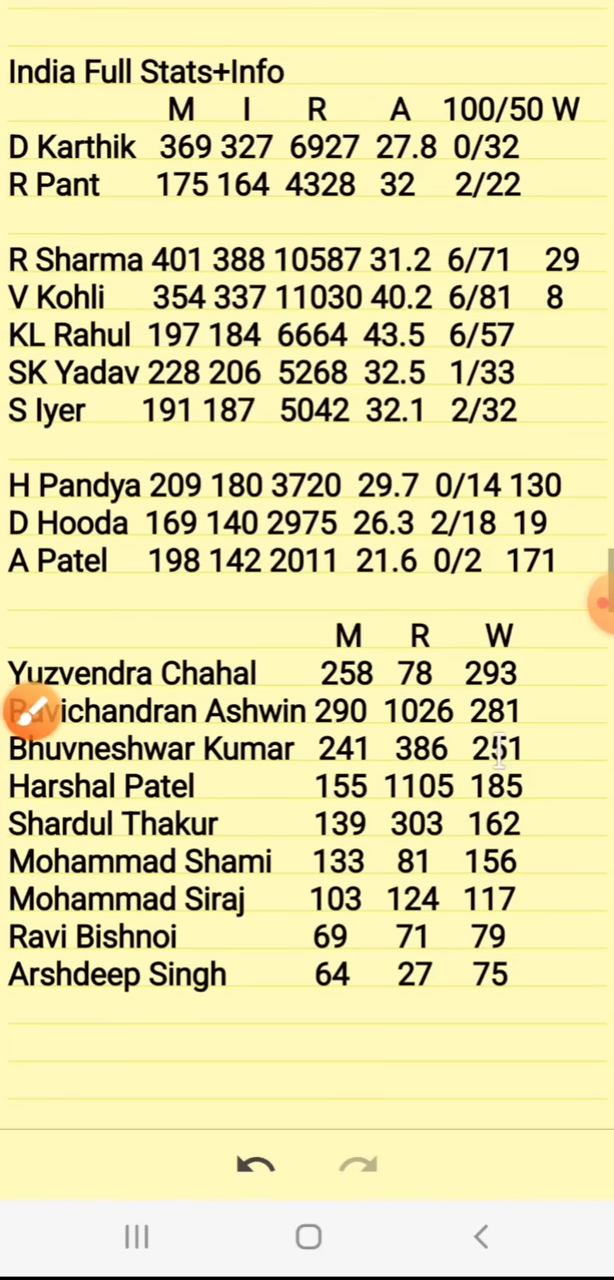 India Full Stats+Info
M I R A 100/50 W
D Karthik 369 327 6927 27.8 0/32
R Pant 175 164 4328 32 2/22
R Sharma 401 388 10587 31.2 6/71 29
V Kohli 354 337 11030 40.2 6/81 8
KL Rahul 197 184 6664 43.5 6/57
SK Yadav 228 206 5268 32.5 1/33
S Iyer 191 187 5042 32.1 2/32
H Pandya 209 180 3720 29.7 0/14 130
D Hooda 169 140 2975 26.3 2/18 19
A Patel 198 142 2011 21.6 0/2 171
M R W
Yuzvendra Chahal 258 78 293
Ravichandran Ashwin 290 1026 281
Bhuvneshwar Kumar 241 386 251
Harshal Patel 155 1105 185
Shardul Thakur 139 303 162
Mohammad Shami 133 81 156
Mohammad Siraj 103 124 117
Ravi Bishnoi 69 71 79
Arshdeep Singh 64 27 75